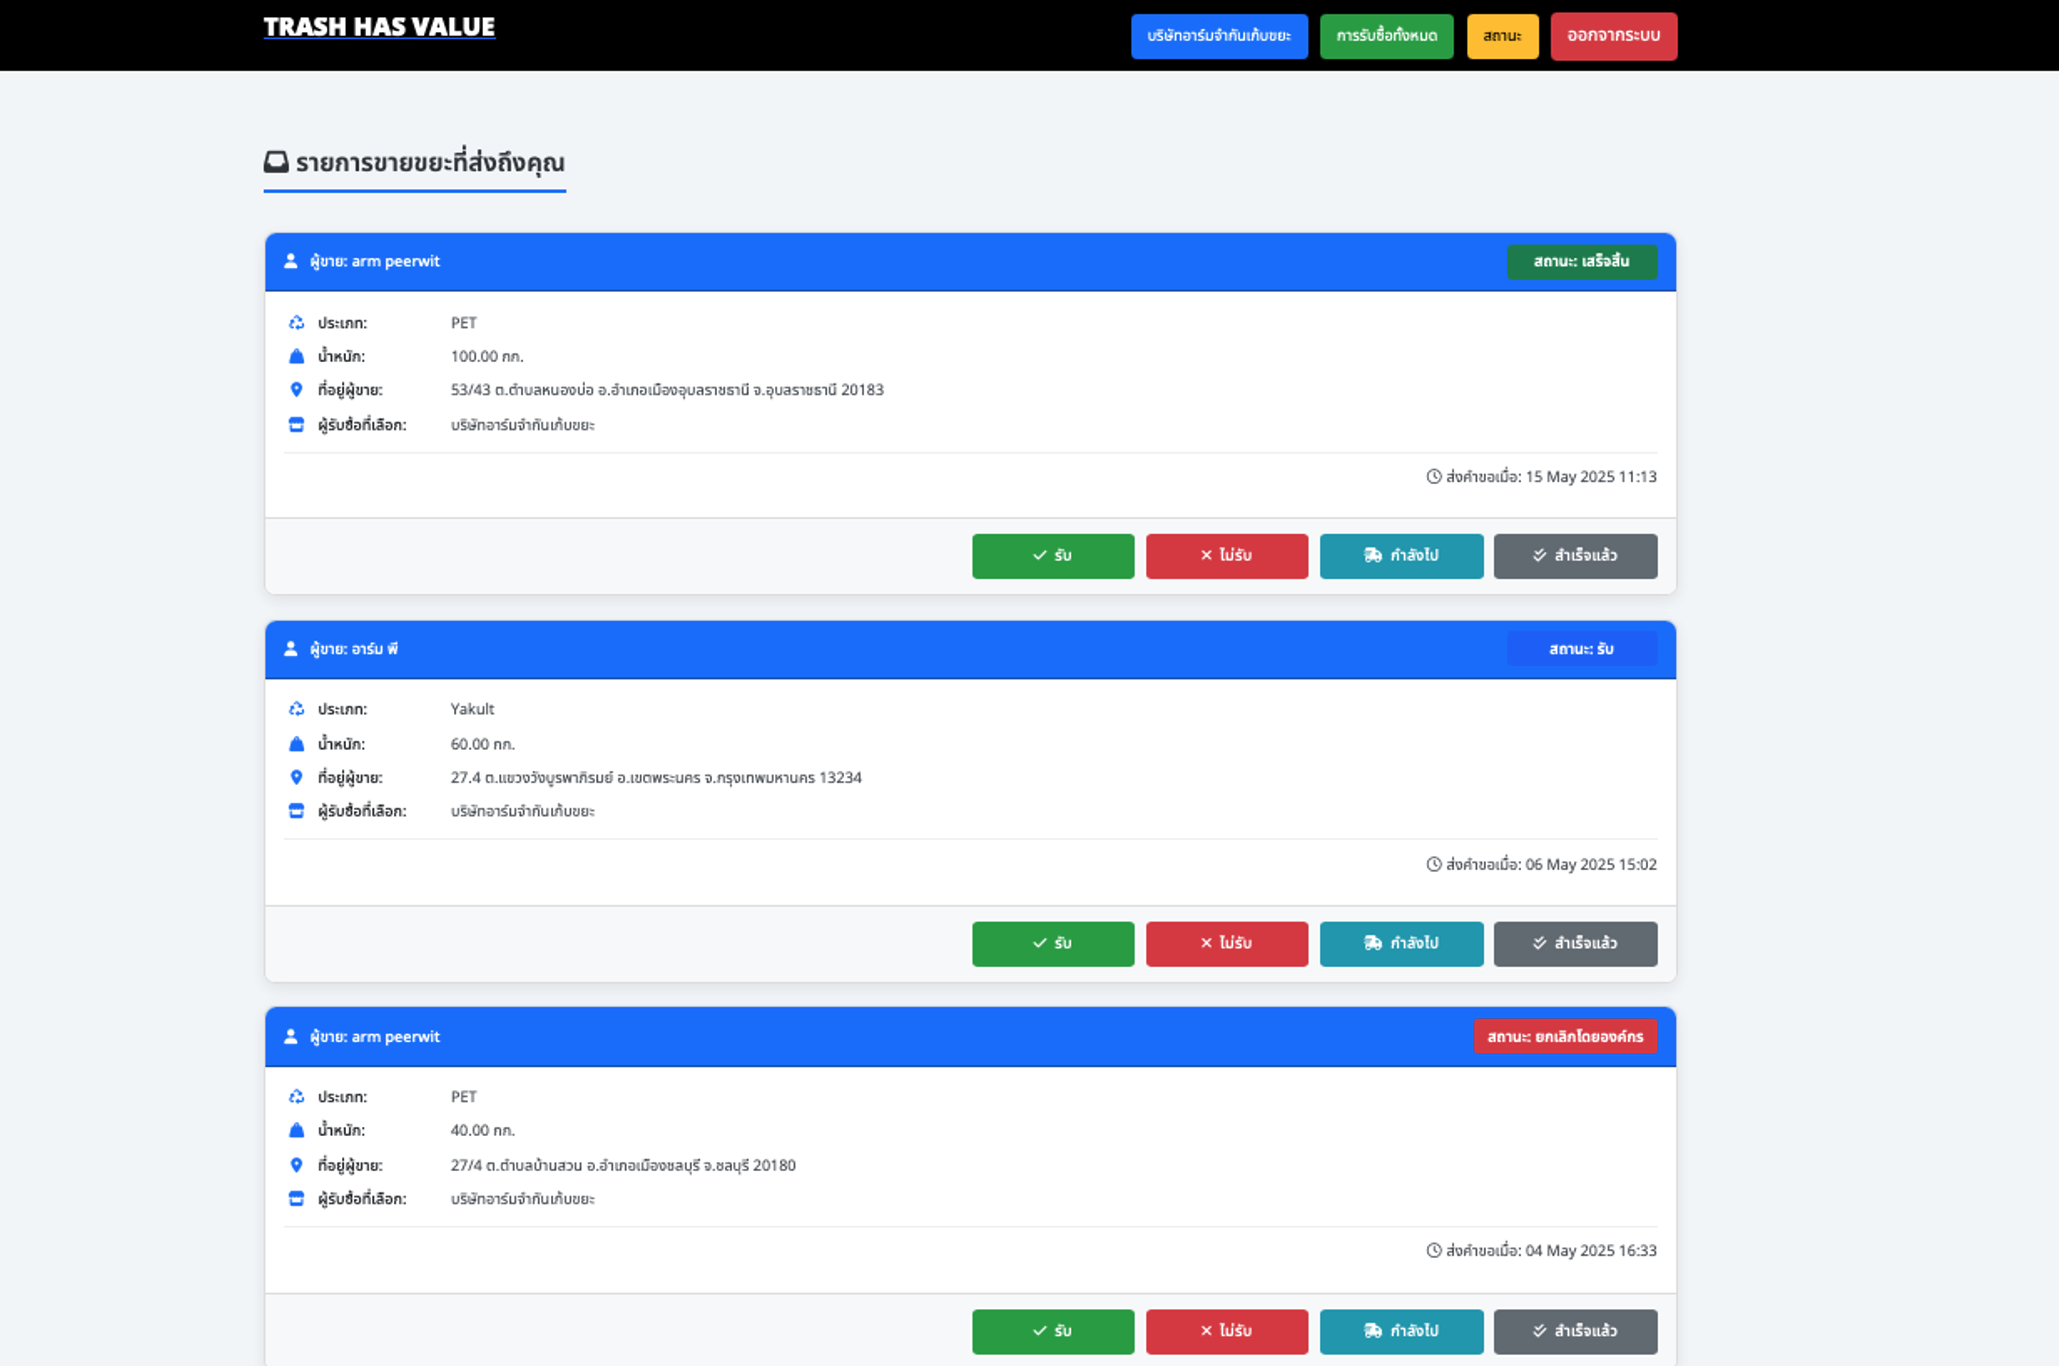 TRASH HAS VALUE
บริษัทอาร์มจำกันเก็บขยะ
การรับซื้อทั้งหมด
สถานะ
ออกจากระบบ
รายการขายขยะที่ส่งถึงคุณ
ผู้ขาย: arm peerwit
สถานะ: เสร็จสิ้น
ประเภท: PET
น้ำหนัก: 100.00 กก.
ที่อยู่ผู้ขาย: 53/43 ต.ตำบลหนองบ่อ อ.อำเภอเมืองอุบลราชธานี จ.อุบลราชธานี 20183
ผู้รับซื้อที่เลือก: บริษัทอาร์มจำกันเก็บขยะ
ส่งคำขอเมื่อ: 15 May 2025 11:13
รับ
ไม่รับ
กำลังไป
สำเร็จแล้ว
ผู้ขาย: อาร์ม พี
สถานะ: รับ
ประเภท: Yakult
น้ำหนัก: 60.00 กก.
ที่อยู่ผู้ขาย: 27.4 ต.แขวงวังบูรพาภิรมย์ อ.เขตพระนคร จ.กรุงเทพมหานคร 13234
ผู้รับซื้อที่เลือก: บริษัทอาร์มจำกันเก็บขยะ
ส่งคำขอเมื่อ: 06 May 2025 15:02
รับ
ไม่รับ
กำลังไป
สำเร็จแล้ว
ผู้ขาย: arm peerwit
สถานะ: ยกเลิกโดยองค์กร
ประเภท: PET
น้ำหนัก: 40.00 กก.
ที่อยู่ผู้ขาย: 27/4 ต.ตำบลบ้านสวน อ.อำเภอเมืองชลบุรี จ.ชลบุรี 20180
ผู้รับซื้อที่เลือก: บริษัทอาร์มจำกันเก็บขยะ
ส่งคำขอเมื่อ: 04 May 2025 16:33
รับ
ไม่รับ
กำลังไป
สำเร็จแล้ว